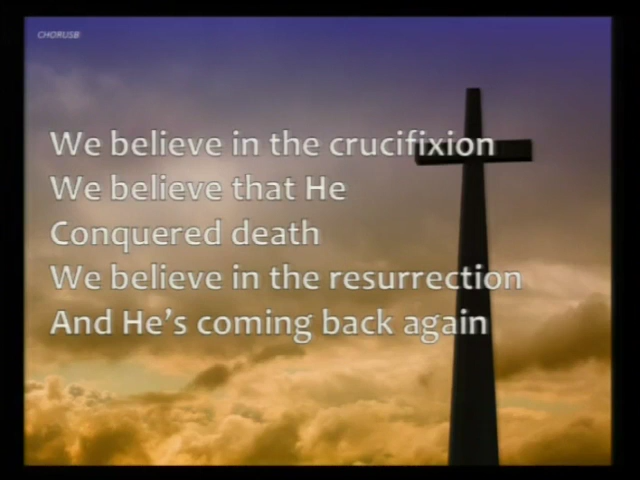 CHORUSB
We believe in the crucifixion
We believe that He
Conquered death
We believe in the resurrection
And He's coming back again